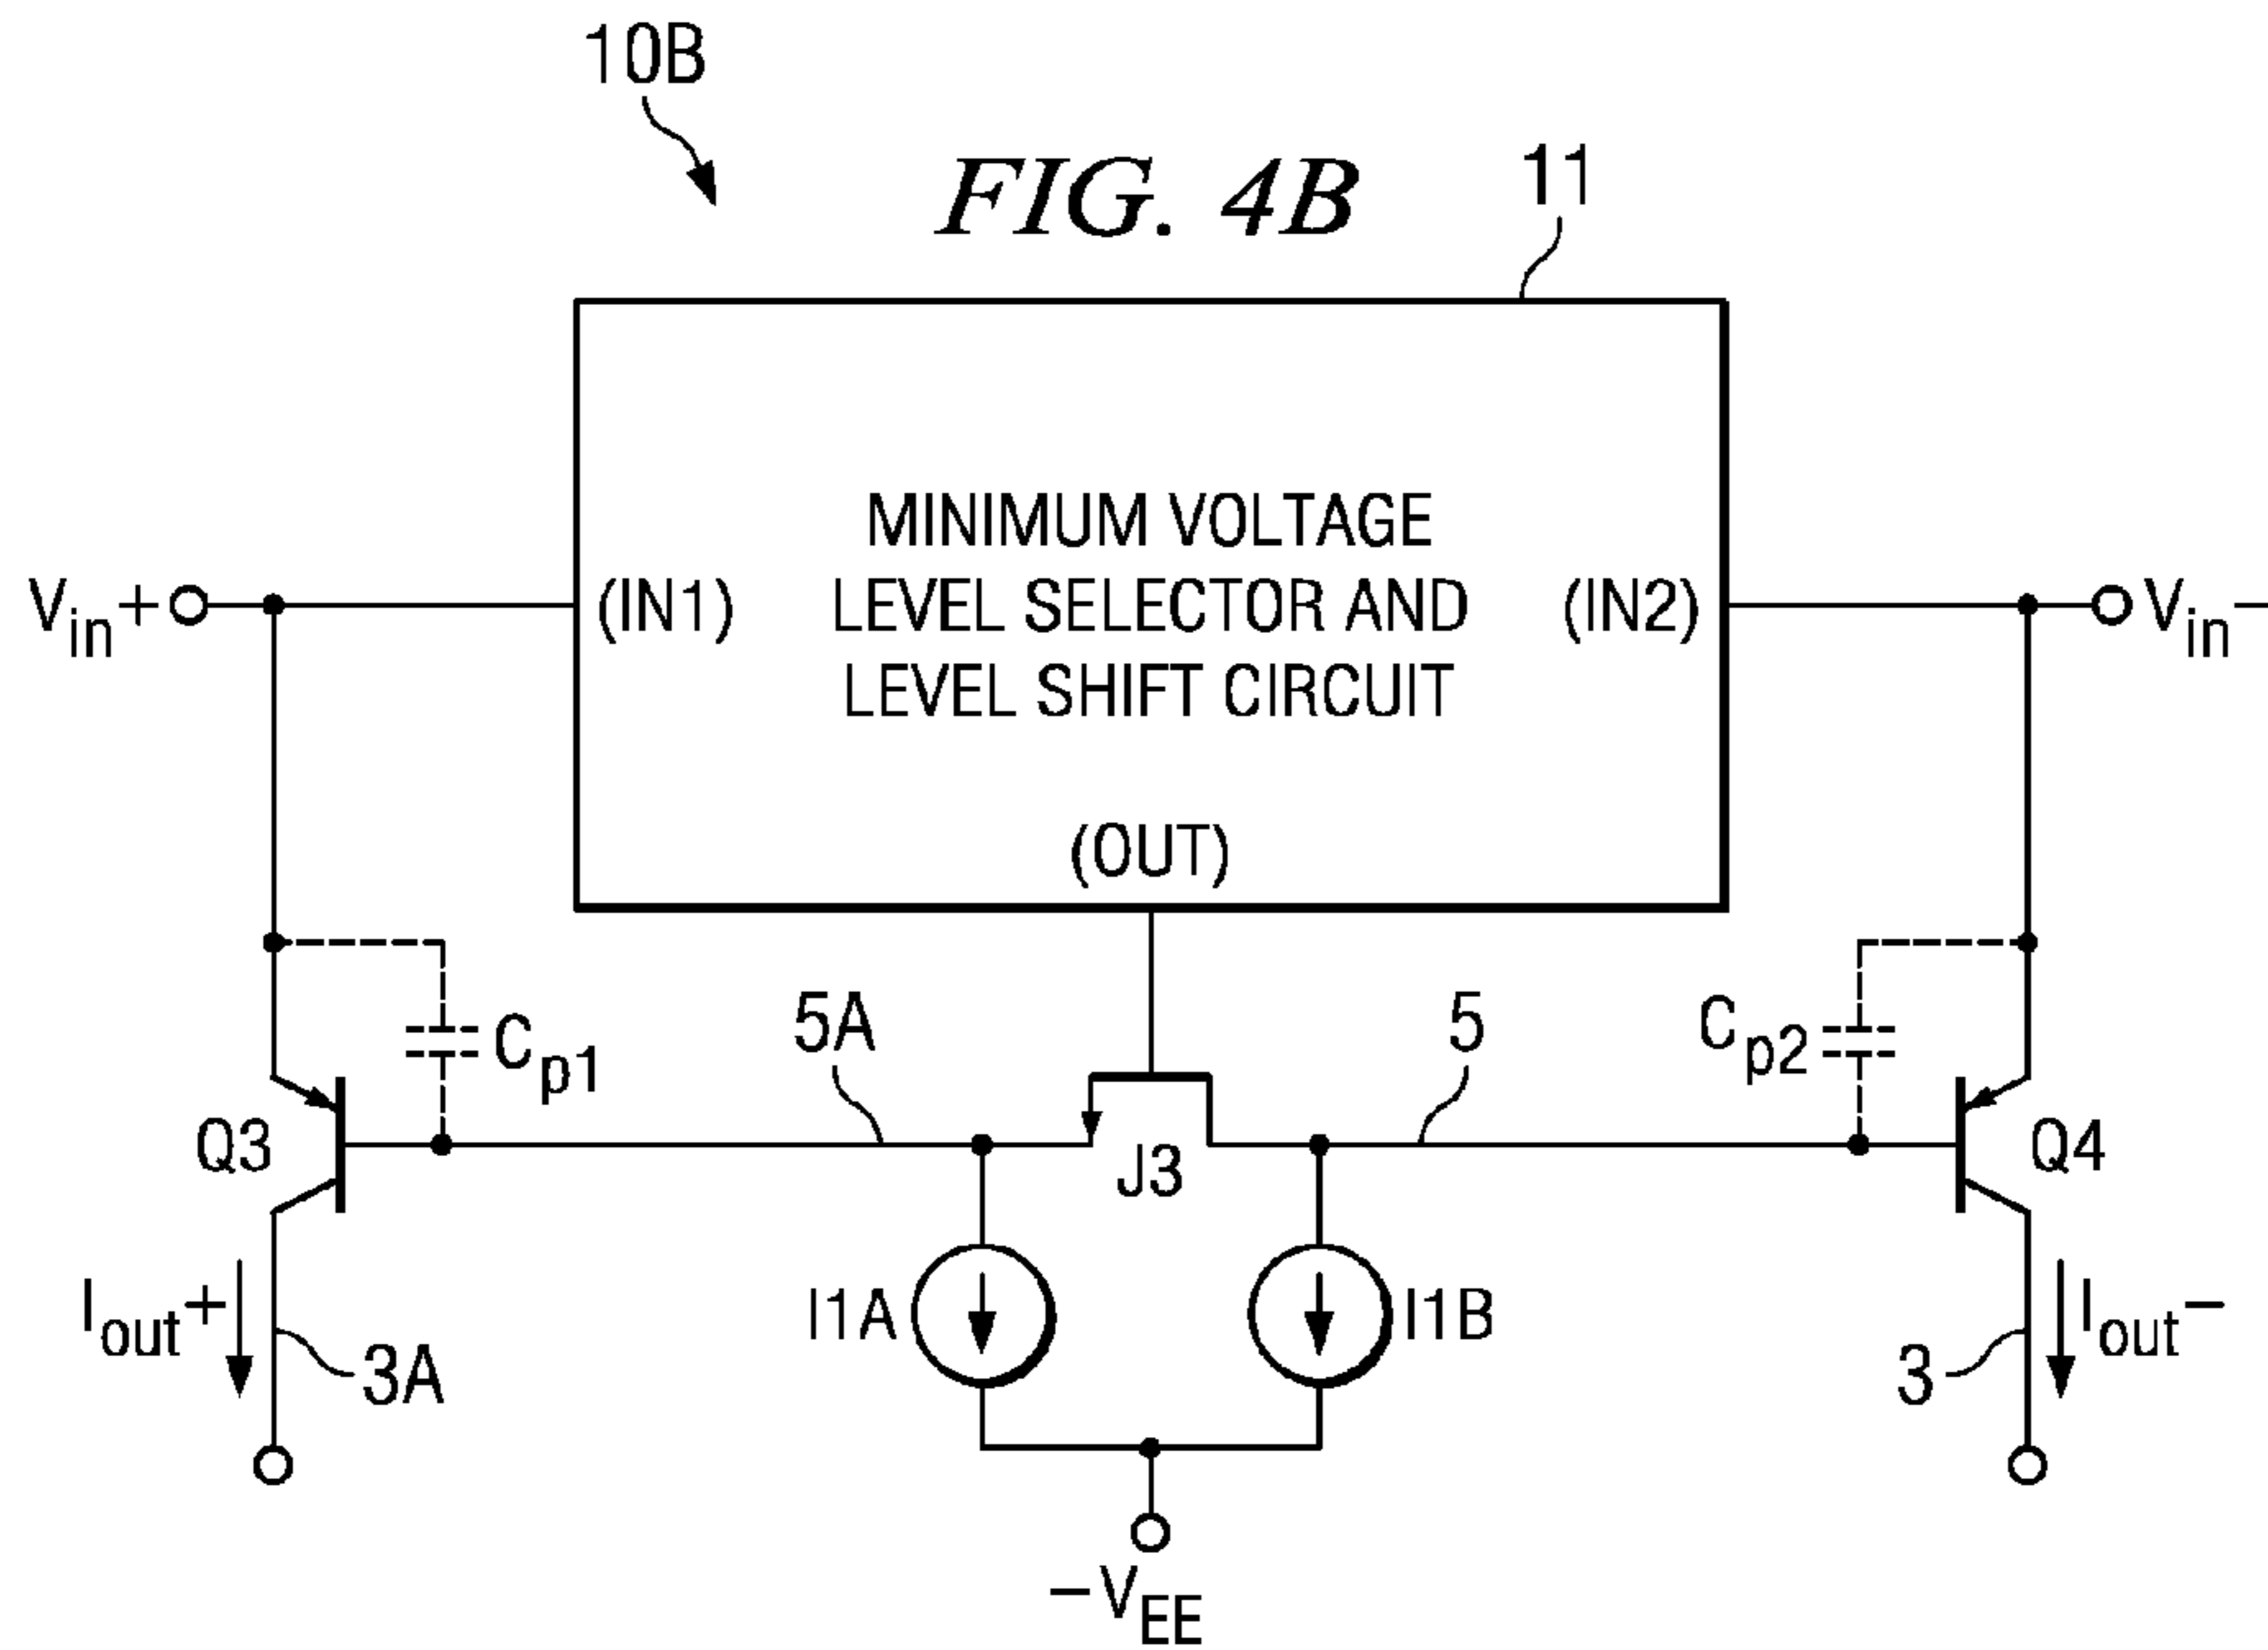 10B
FIG. 4B
11
MINIMUM VOLTAGE
LEVEL SELECTOR AND
LEVEL SHIFT CIRCUIT
Vin+
(IN1)
(IN2)
Vin−
(OUT)
5A
5
Cp1
Cp2
Q3
J3
Q4
Iout+
I1A
I1B
Iout−
3A
3
−VEE